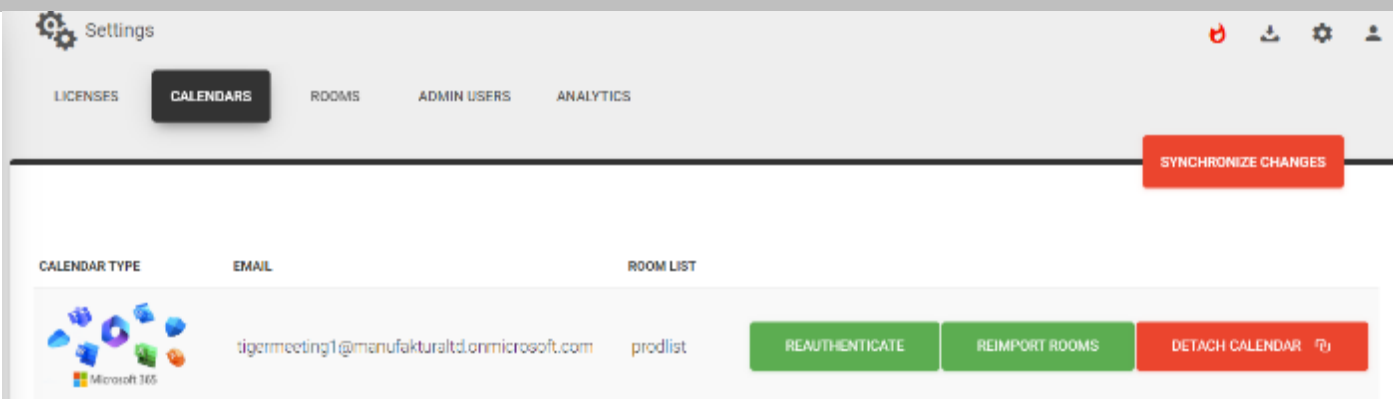 Settings
LICENSES CALENDARS ROOMS ADMIN USERS ANALYTICS
SYNCHRONIZE CHANGES
CALENDAR TYPE EMAIL ROOM LIST
tigermeeting1@manufakturaltd.onmicrosoft.com prodlist REAUTHENTICATE REIMPORT ROOMS DETACH CALENDAR
Microsoft 365